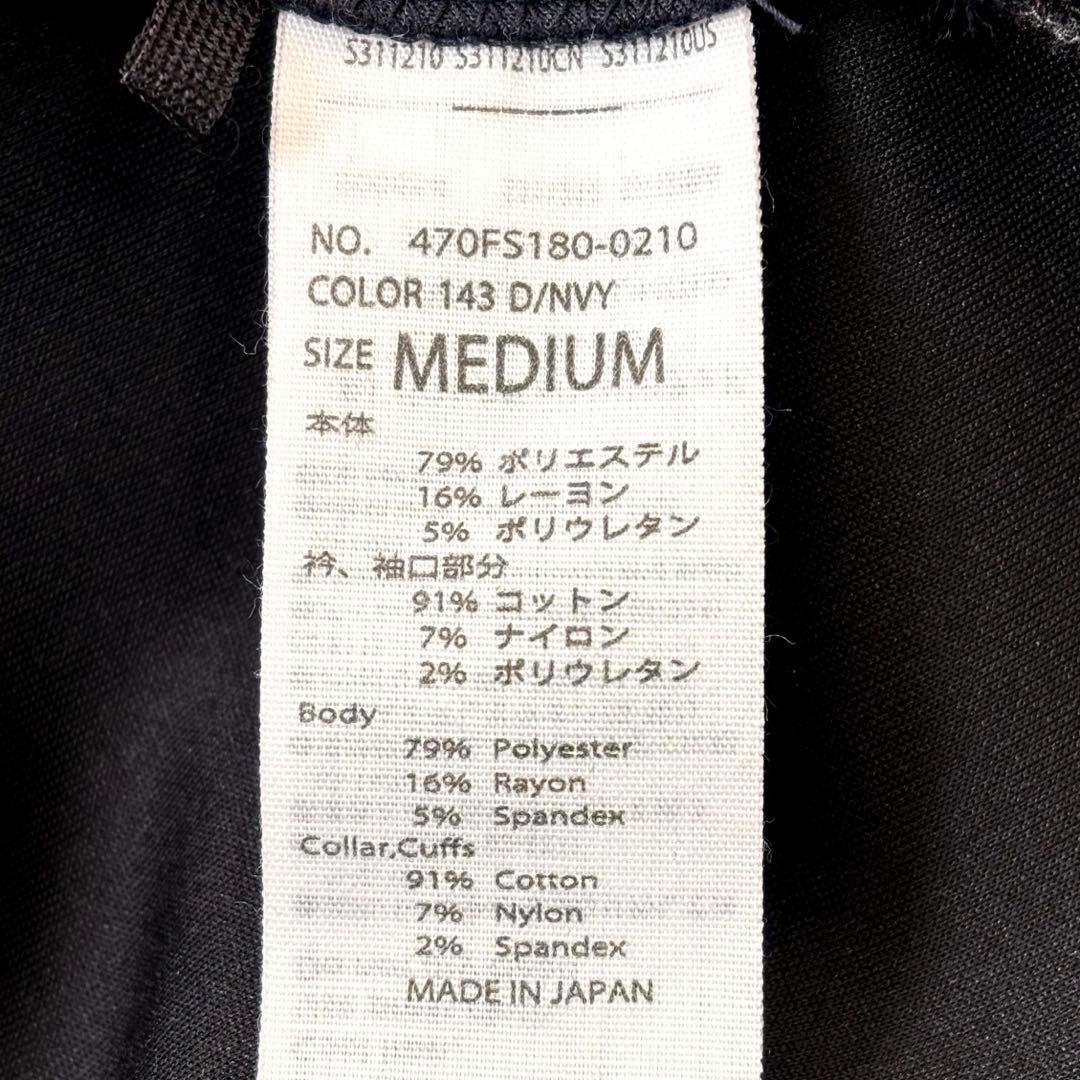 S311210 S311210CN S311210US
NO. 470FS180-0210
COLOR 143 D/NVY
SIZE MEDIUM
本体
79% ポリエステル
16% レーヨン
5% ポリウレタン
衿、袖口部分
91% コットン
7% ナイロン
2% ポリウレタン
Body
79% Polyester
16% Rayon
5% Spandex
Collar,Cuffs
91% Cotton
7% Nylon
2% Spandex
MADE IN JAPAN